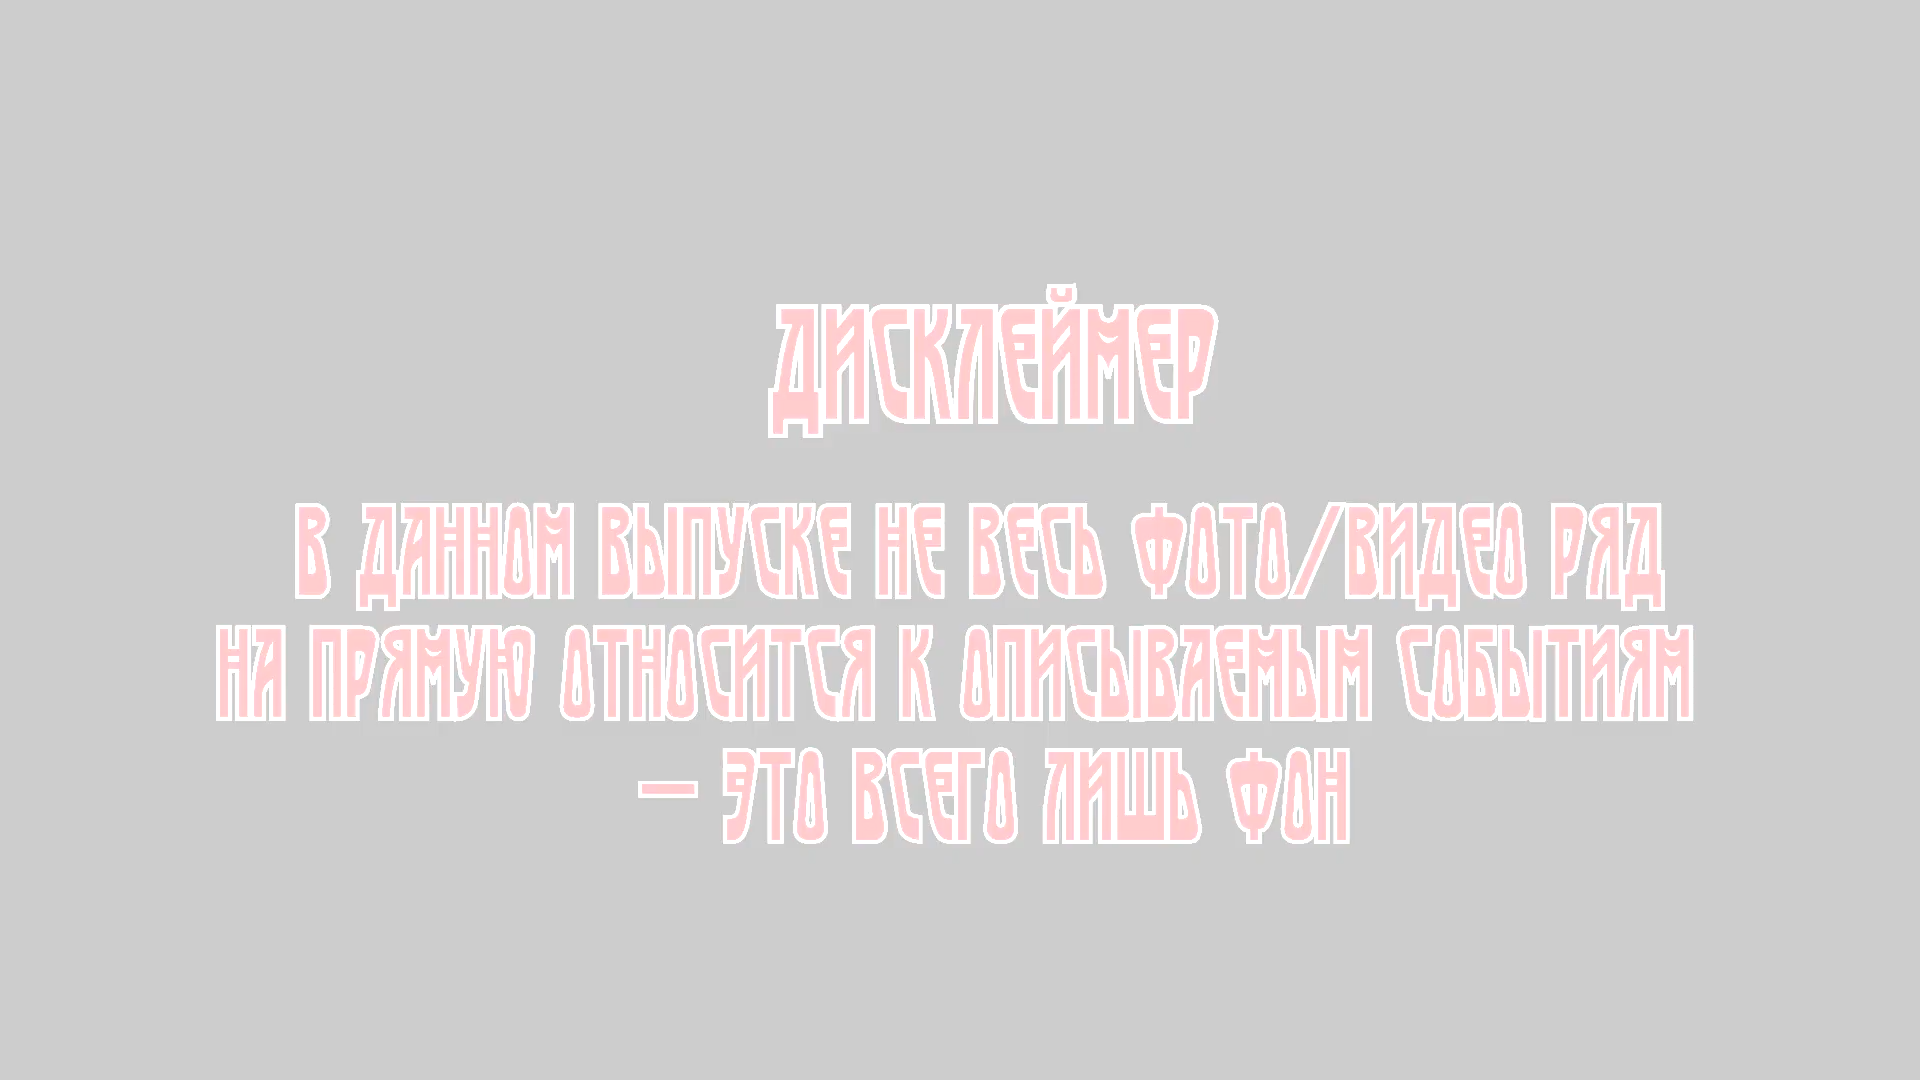 ДИСКЛЕЙМЕР
В ДАННОМ ВЫПУСКЕ НЕ ВЕСЬ ФОТО/ВИДЕО РЯД
НА ПРЯМУЮ ОТНОСИТСЯ К ОПИСЫВАЕМЫМ СОБЫТИЯМ
— ЭТО ВСЕГО ЛИШЬ ФОН